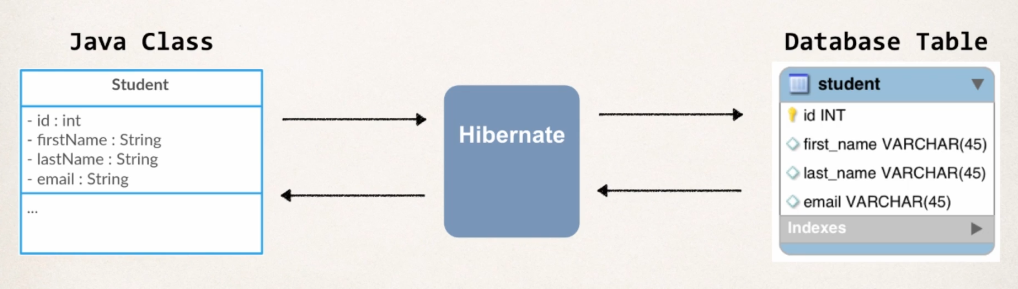 Java Class
Student
- id : int
- firstName : String
- lastName : String
- email : String
...
Hibernate
Database Table
student
id INT
first_name VARCHAR(45)
last_name VARCHAR(45)
email VARCHAR(45)
Indexes